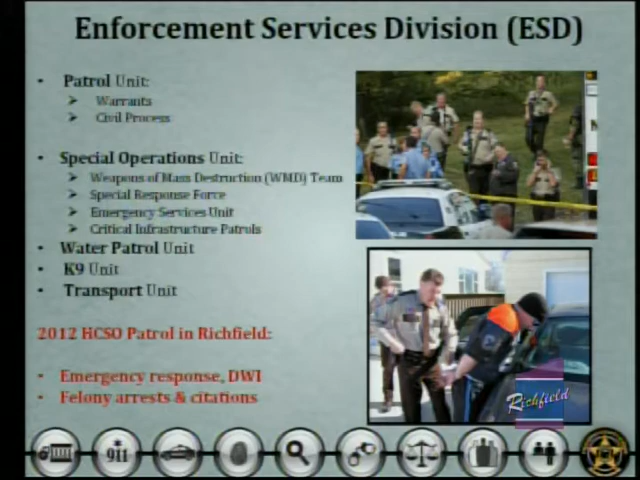 Enforcement Services Division (ESD)
• Patrol Unit:
➤ Warrants
➤ Civil Process
• Special Operations Unit:
➤ Weapons of Mass Destruction (WMD) Team
➤ Special Response Force
➤ Emergency Services Unit
➤ Critical Infrastructure Patrols
• Water Patrol Unit
• K9 Unit
• Transport Unit
2012 HCSO Patrol in Richfield:
• Emergency response, DWI
• Felony arrests & citations
Richfield
911